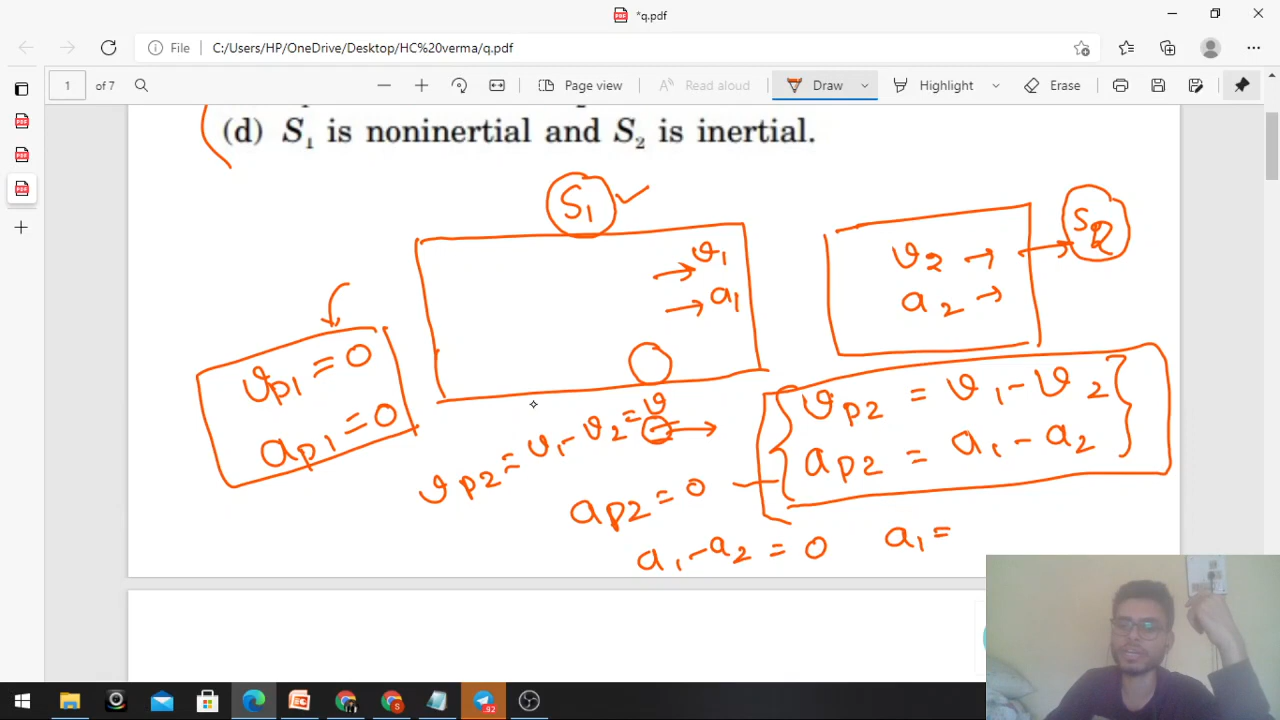 *q.pdf
File C:/Users/HP/OneDrive/Desktop/HC%20verma/q.pdf
1 of 7 Page view Read aloud Draw Highlight Erase
(d) S₁ is noninertial and S₂ is inertial.
S₁
S₂
v₁
a₁
v₂
a₂
vp1 = 0
ap1 = 0
vp2 = v₁ - v₂
ap2 = a₁ - a₂
vp2 = v₁ - v₂ = v
ap2 = 0
a₁ - a₂ = 0 a₁ =
92